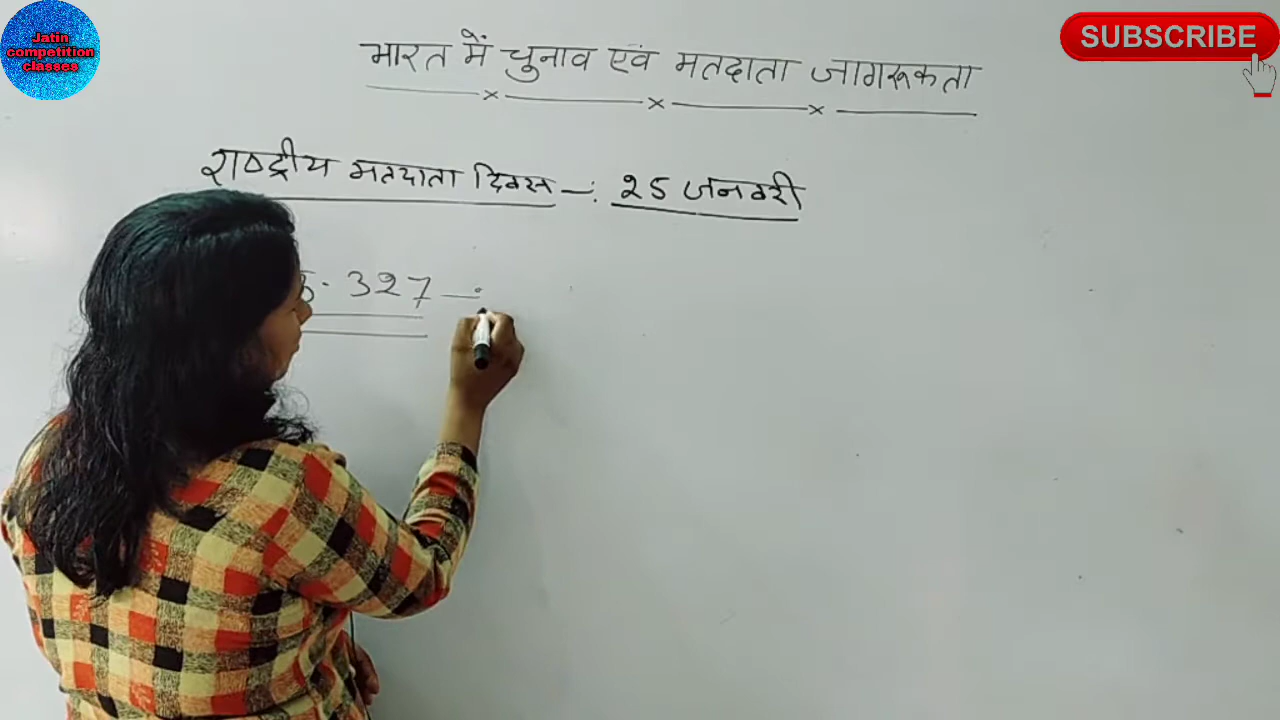 Jatin
competition
classes
SUBSCRIBE
भारत में चुनाव एवं मतदाता जागरूकता
राष्ट्रीय मतदाता दिवस -: 25 जनवरी
327 -: